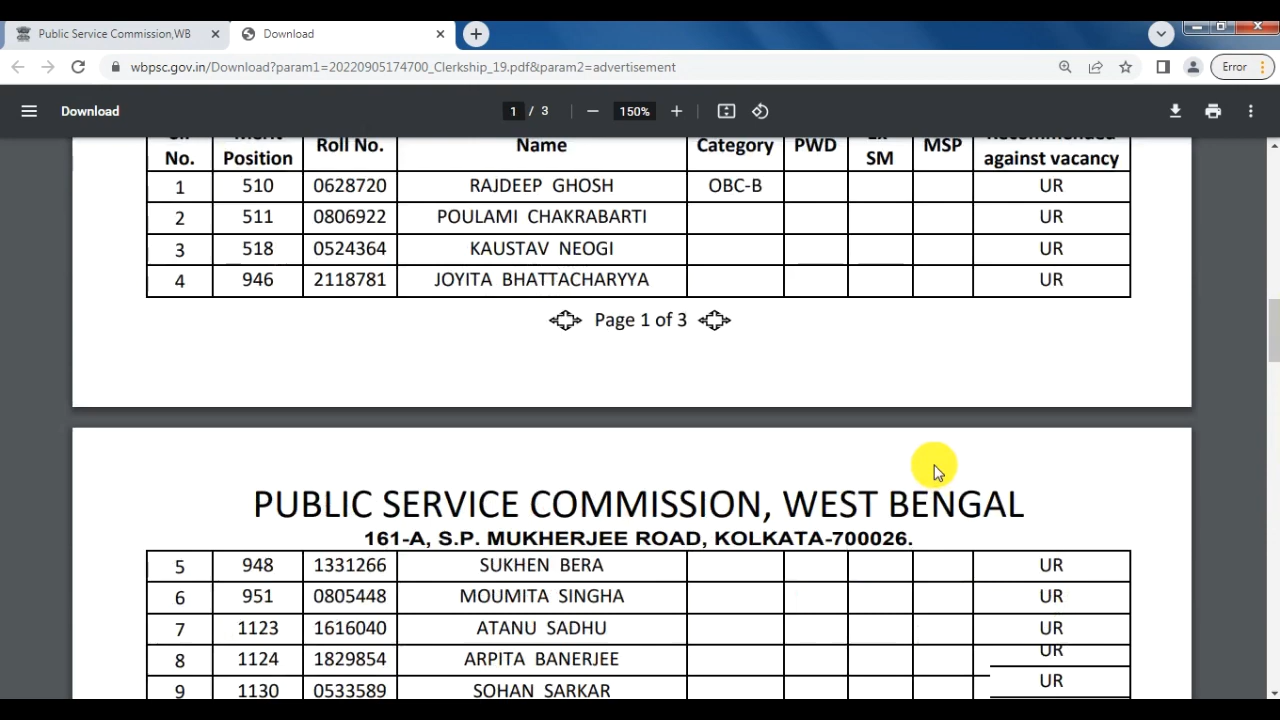 Public Service Commission,WB
Download
wbpsc.gov.in/Download?param1=20220905174700_Clerkship_19.pdf&param2=advertisement
Error
Download
1 / 3
150%
No. Merit Position Roll No. Name Category PWD SM MSP Recommended against vacancy
1 510 0628720 RAJDEEP GHOSH OBC-B UR
2 511 0806922 POULAMI CHAKRABARTI UR
3 518 0524364 KAUSTAV NEOGI UR
4 946 2118781 JOYITA BHATTACHARYYA UR
Page 1 of 3
PUBLIC SERVICE COMMISSION, WEST BENGAL
161-A, S.P. MUKHERJEE ROAD, KOLKATA-700026.
5 948 1331266 SUKHEN BERA UR
6 951 0805448 MOUMITA SINGHA UR
7 1123 1616040 ATANU SADHU UR
8 1124 1829854 ARPITA BANERJEE UR
9 1130 0533589 SOHAN SARKAR UR